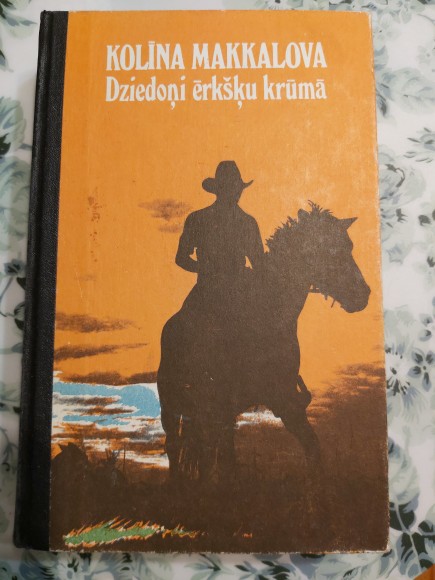 KOLĪNA MAKKALOVA
Dziedoņi ērkšķu krūmā